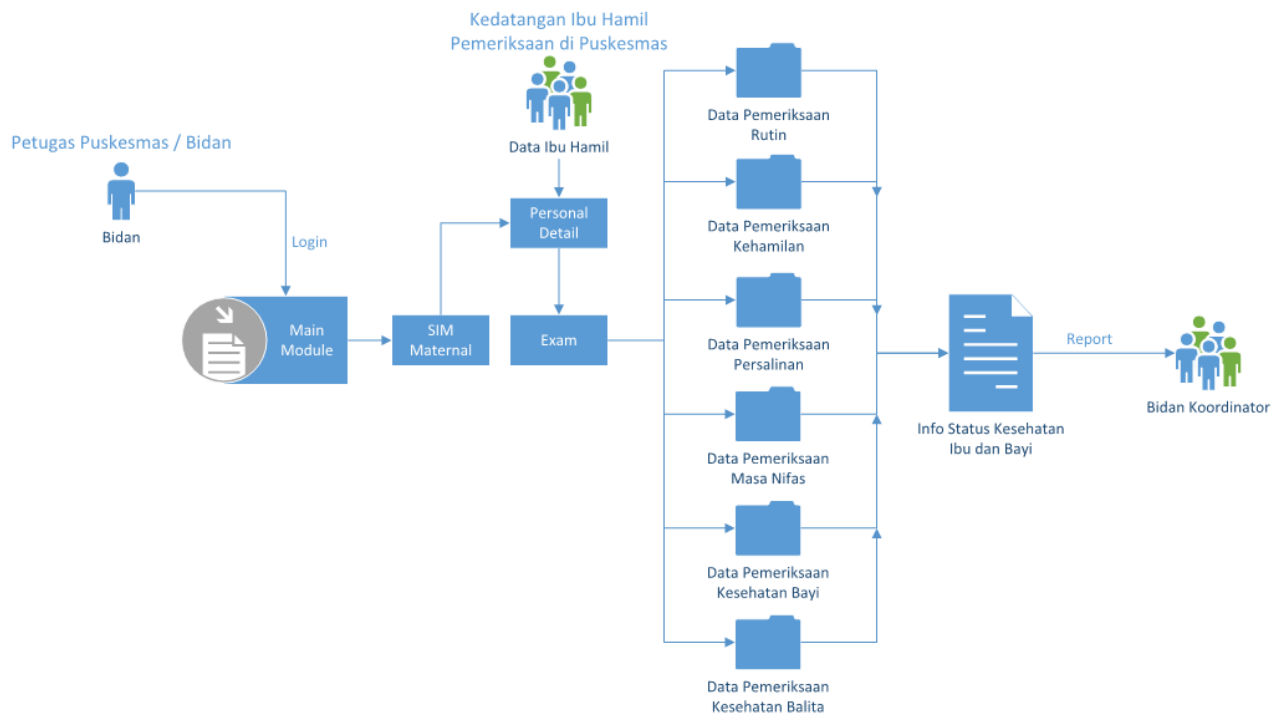 Kedatangan Ibu Hamil
Pemeriksaan di Puskesmas
Data Ibu Hamil
Petugas Puskesmas / Bidan
Bidan
Login
Main
Module
SIM
Maternal
Personal
Detail
Exam
Data Pemeriksaan
Rutin
Data Pemeriksaan
Kehamilan
Data Pemeriksaan
Persalinan
Data Pemeriksaan
Masa Nifas
Data Pemeriksaan
Kesehatan Bayi
Data Pemeriksaan
Kesehatan Balita
Info Status Kesehatan
Ibu dan Bayi
Report
Bidan Koordinator